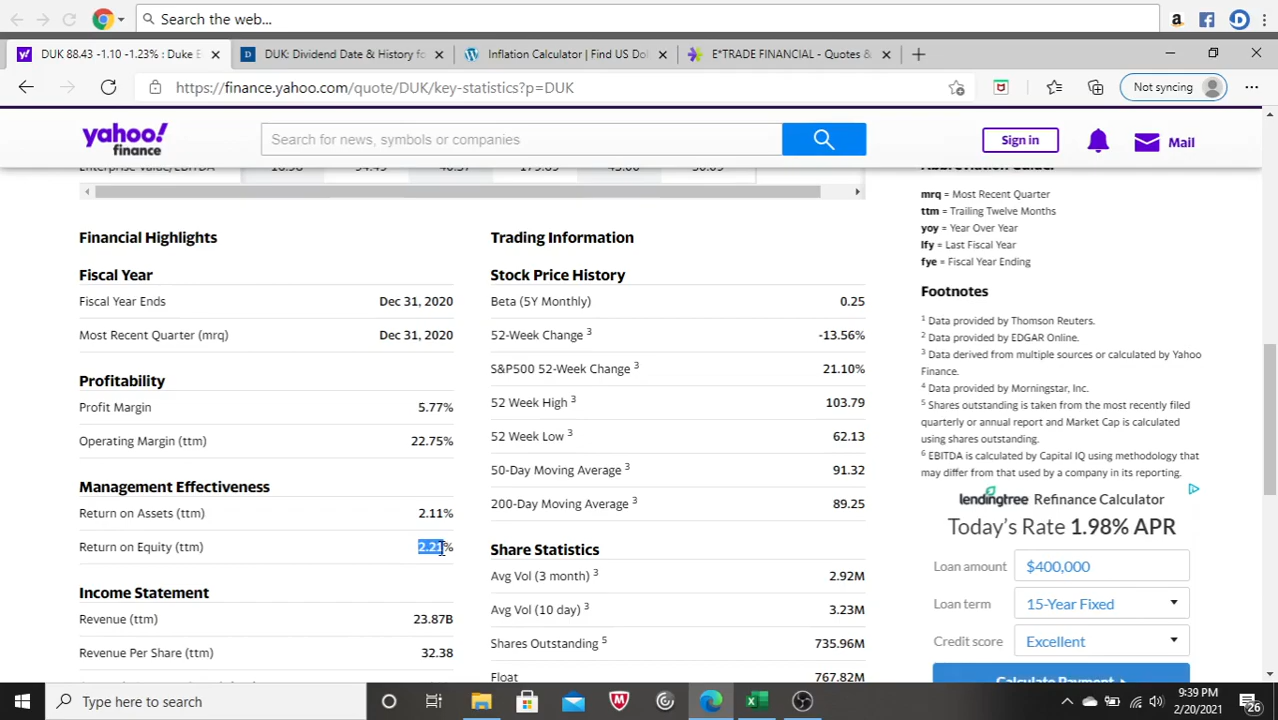 Search the web...
DUK 88.43 -1.10 -1.23% : Duke E
DUK: Dividend Date & History fo
Inflation Calculator | Find US Dol
E*TRADE FINANCIAL - Quotes &
https://finance.yahoo.com/quote/DUK/key-statistics?p=DUK
Not syncing
yahoo!
finance
Search for news, symbols or companies
Sign in
Mail
Enterprise Value/EBITDA
Financial Highlights
Fiscal Year
Fiscal Year Ends Dec 31, 2020
Most Recent Quarter (mrq) Dec 31, 2020
Profitability
Profit Margin 5.77%
Operating Margin (ttm) 22.75%
Management Effectiveness
Return on Assets (ttm) 2.11%
Return on Equity (ttm) 2.21%
Income Statement
Revenue (ttm) 23.87B
Revenue Per Share (ttm) 32.38
Trading Information
Stock Price History
Beta (5Y Monthly) 0.25
52-Week Change 3 -13.56%
S&P500 52-Week Change 3 21.10%
52 Week High 3 103.79
52 Week Low 3 62.13
50-Day Moving Average 3 91.32
200-Day Moving Average 3 89.25
Share Statistics
Avg Vol (3 month) 3 2.92M
Avg Vol (10 day) 3 3.23M
Shares Outstanding 5 735.96M
Float 767.82M
mrq = Most Recent Quarter
ttm = Trailing Twelve Months
yoy = Year Over Year
lfy = Last Fiscal Year
fye = Fiscal Year Ending
Footnotes
1 Data provided by Thomson Reuters.
2 Data provided by EDGAR Online.
3 Data derived from multiple sources or calculated by Yahoo
Finance.
4 Data provided by Morningstar, Inc.
5 Shares outstanding is taken from the most recently filed
quarterly or annual report and Market Cap is calculated
using shares outstanding.
6 EBITDA is calculated by Capital IQ using methodology that
may differ from that used by a company in its reporting.
lendingtree Refinance Calculator
Today's Rate 1.98% APR
Loan amount $400,000
Loan term 15-Year Fixed
Credit score Excellent
Calculate Payment
Type here to search
9:39 PM
2/20/2021
26